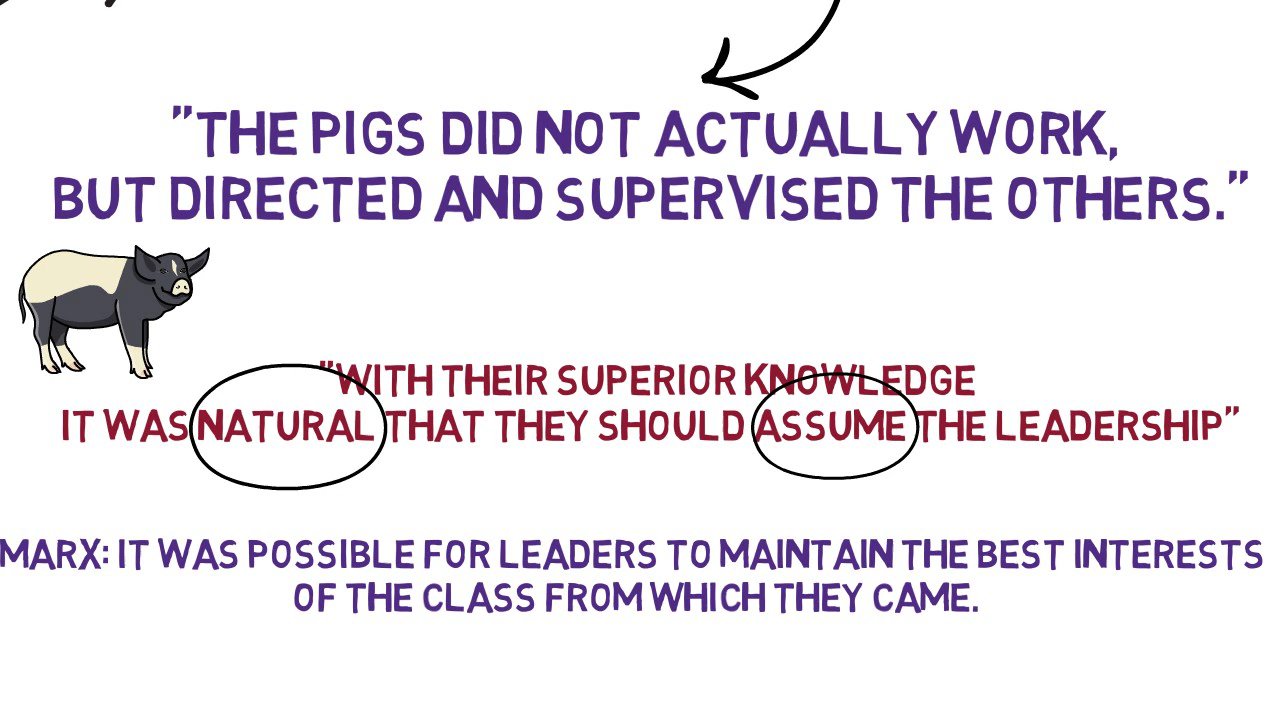 "THE PIGS DID NOT ACTUALLY WORK,
BUT DIRECTED AND SUPERVISED THE OTHERS."
"WITH THEIR SUPERIOR KNOWLEDGE
IT WAS NATURAL THAT THEY SHOULD ASSUME THE LEADERSHIP"
MARX: IT WAS POSSIBLE FOR LEADERS TO MAINTAIN THE BEST INTERESTS
OF THE CLASS FROM WHICH THEY CAME.